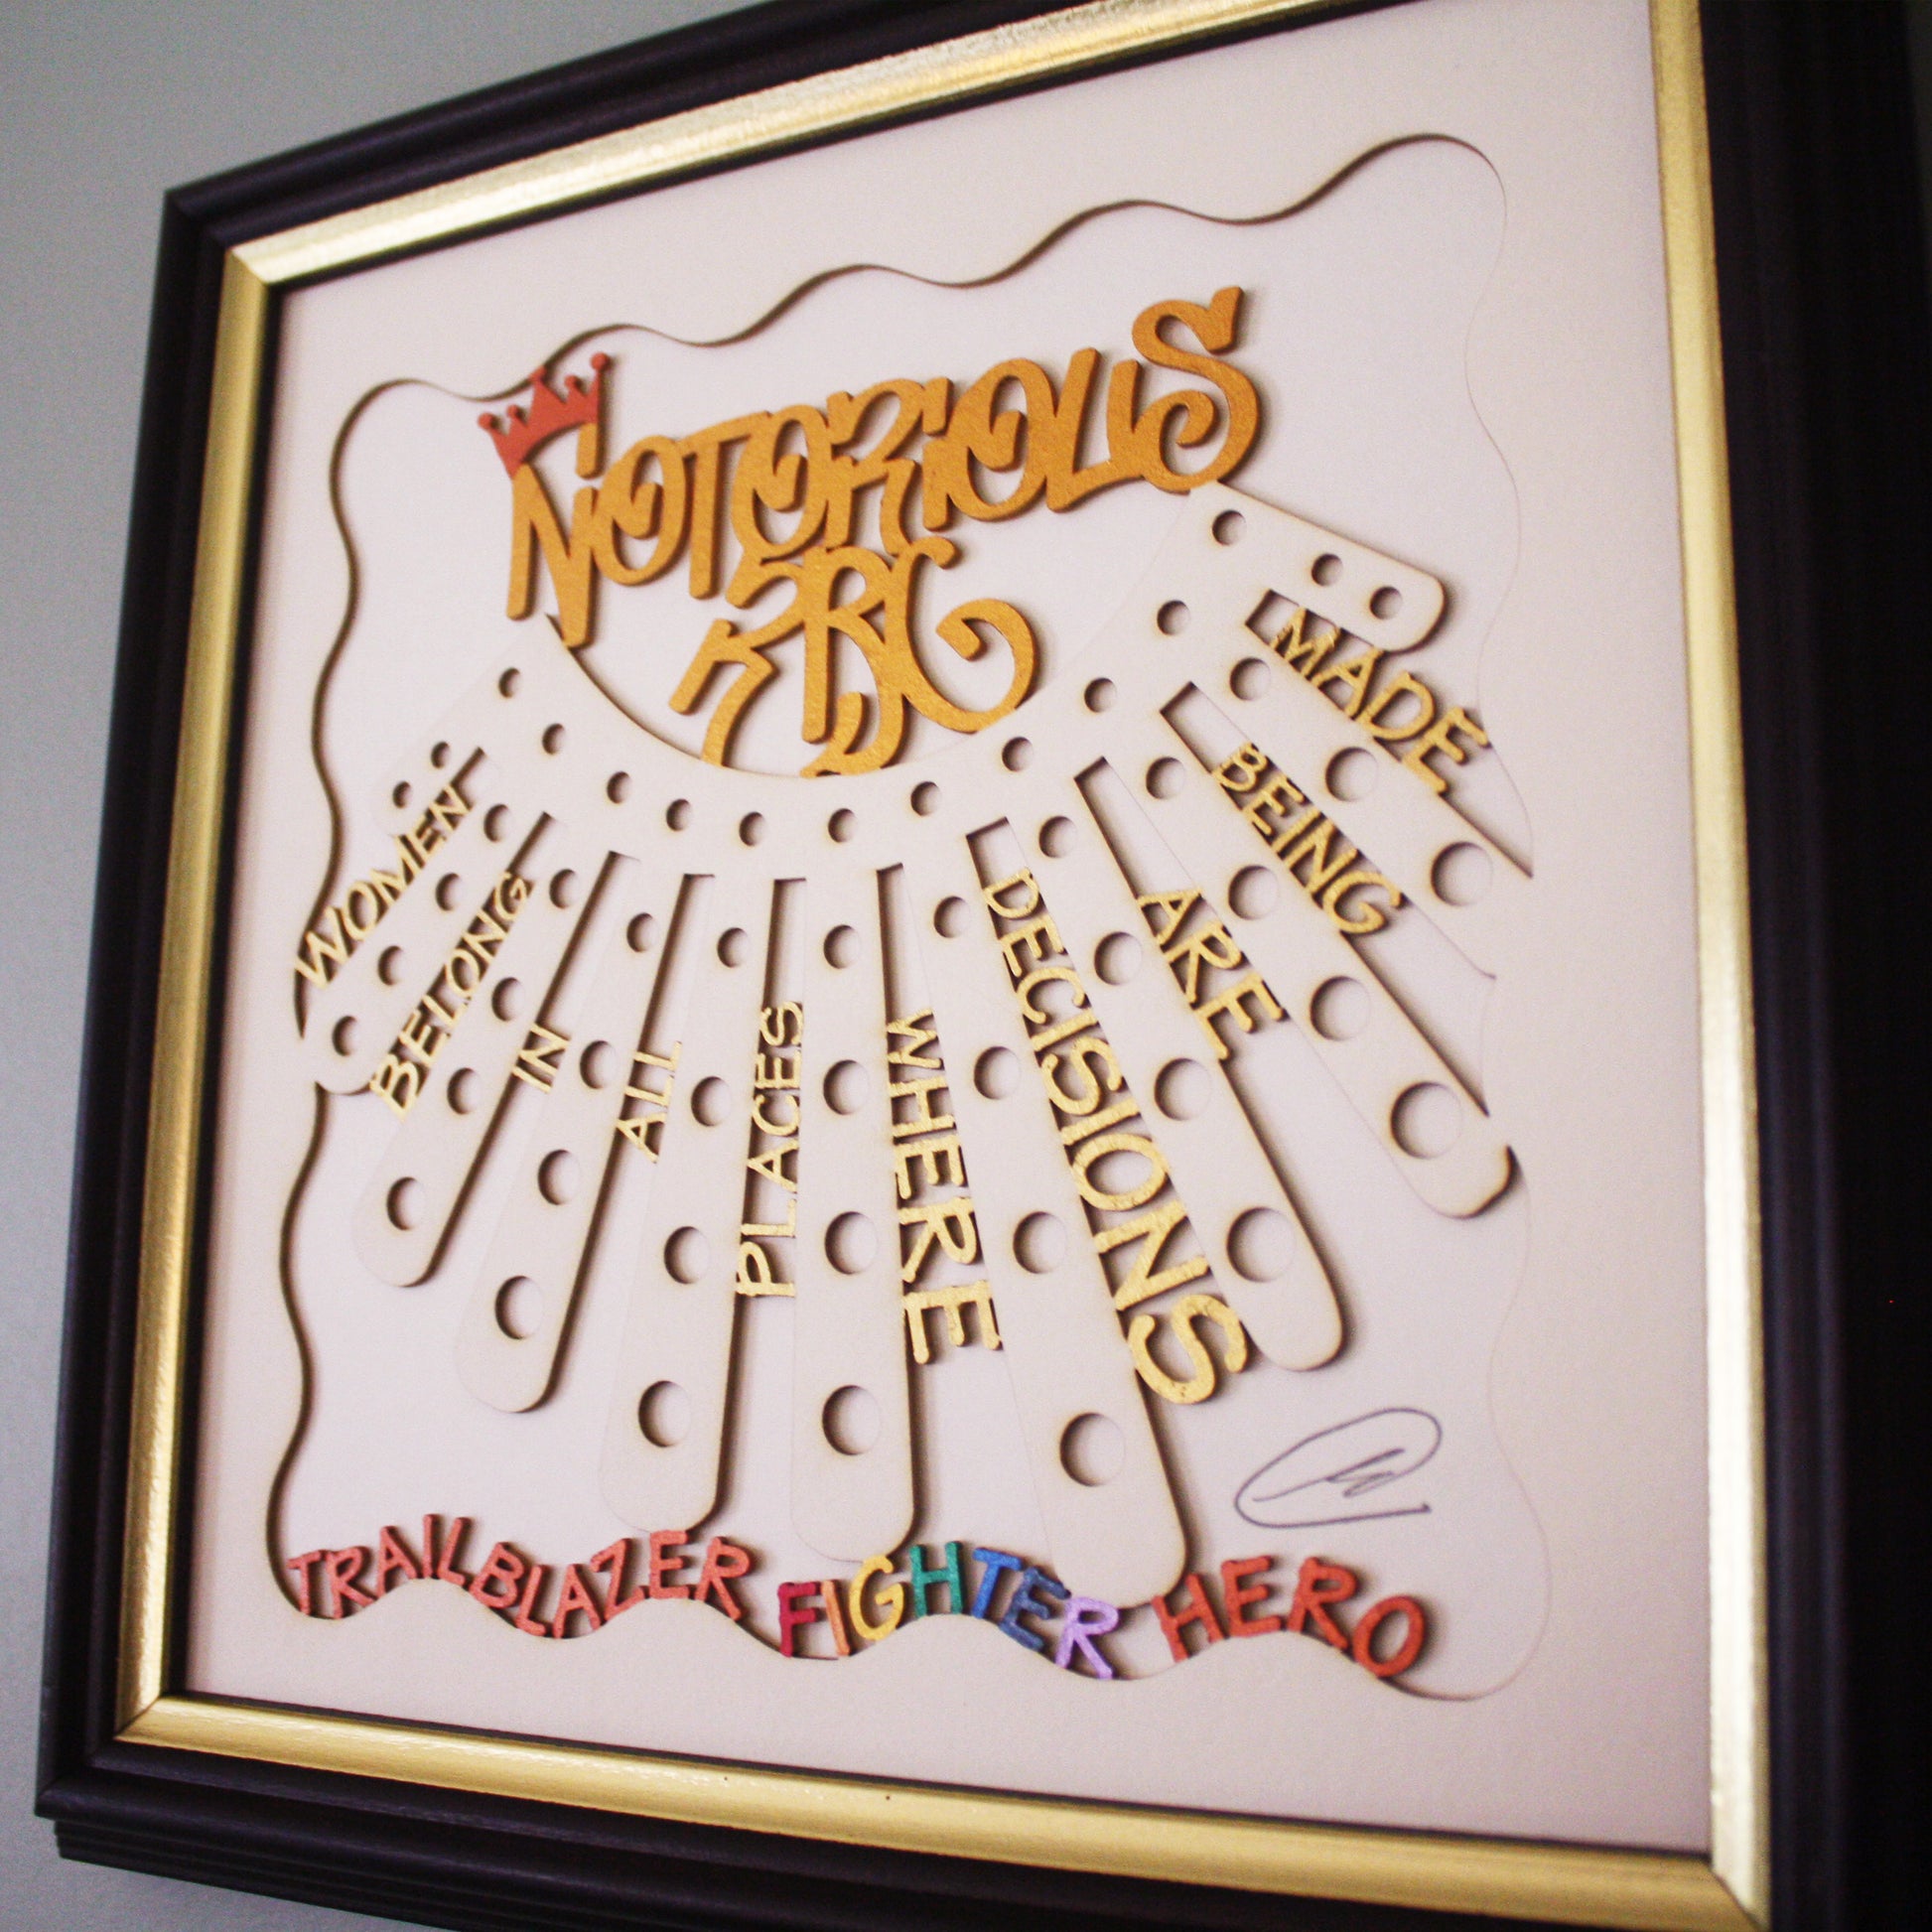 NOTORIOUS
RBG
WOMEN
BELONG
IN
ALL
PLACES
WHERE
DECISIONS
ARE
BEING
MADE
TRAILBLAZER FIGHTER HERO